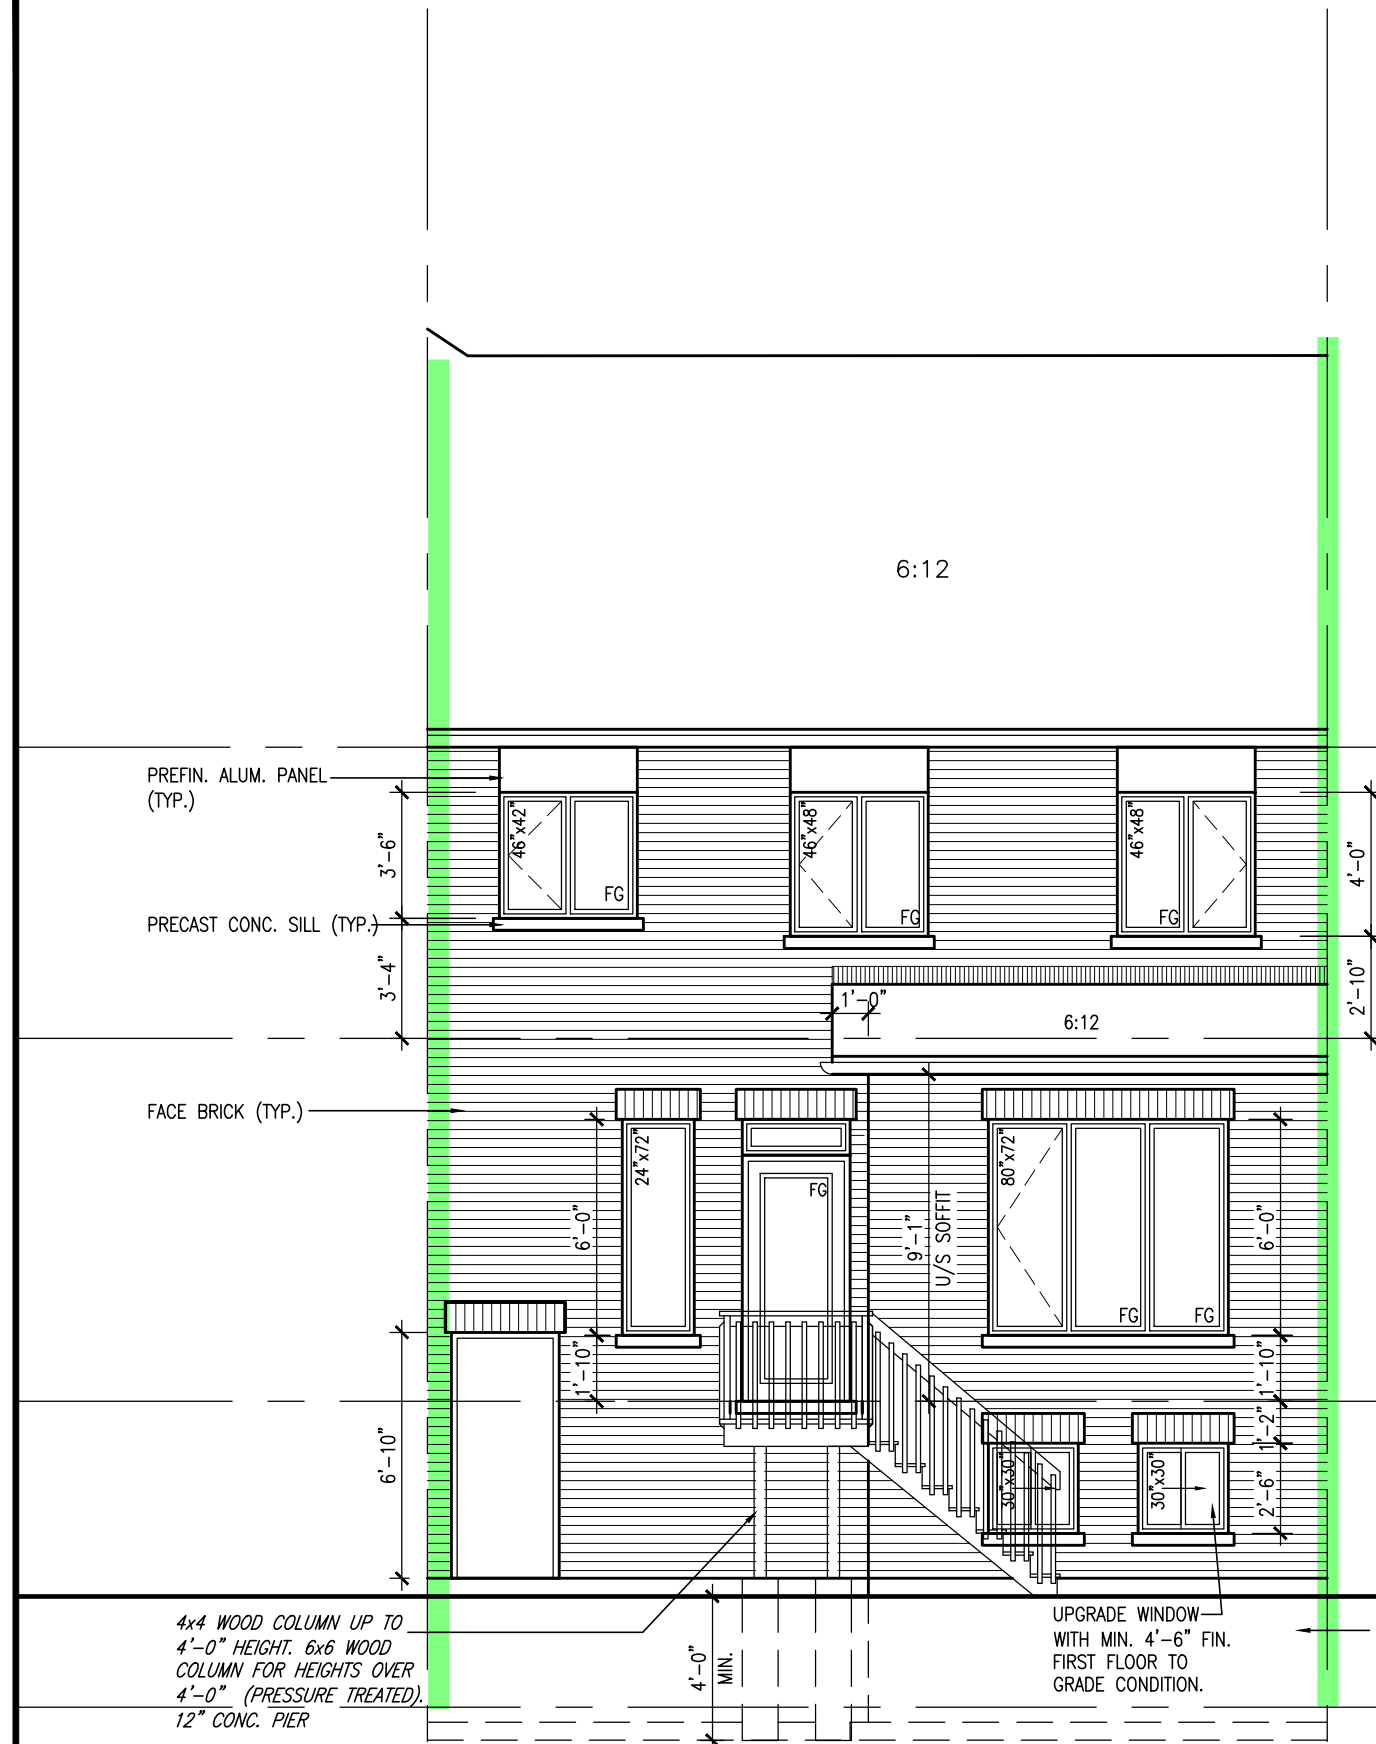 6:12
PREFIN. ALUM. PANEL
(TYP.)
46"x42"
FG
46"x48"
FG
46"x48"
FG
3'-6"
4'-0"
PRECAST CONC. SILL (TYP.)
3'-4"
2'-10"
1'-0"
6:12
FACE BRICK (TYP.)
24"x72"
FG
80"x72"
FG
FG
6'-0"
9'-1"
U/S SOFFIT
6'-0"
1'-10"
1'-10"
1'-2"
6'-10"
30"x30"
30"x30"
2'-6"
4x4 WOOD COLUMN UP TO
4'-0" HEIGHT. 6x6 WOOD
COLUMN FOR HEIGHTS OVER
4'-0" (PRESSURE TREATED).
12" CONC. PIER
4'-0"
MIN.
UPGRADE WINDOW
WITH MIN. 4'-6" FIN.
FIRST FLOOR TO
GRADE CONDITION.